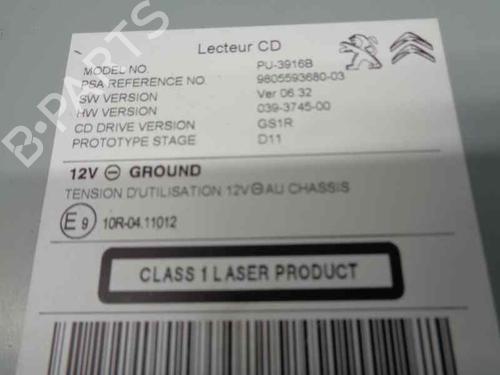 Lecteur CD
MODEL NO. PU-3916B
PSA REFERENCE NO. 9805593680-03
SW VERSION Ver 06.32
HW VERSION 039-3745-00
CD DRIVE VERSION GS1R
PROTOTYPE STAGE D11
12V ⊖ GROUND
TENSION D'UTILISATION 12V ⊖ AU CHASSIS
E9 10R-04.11012
CLASS 1 LASER PRODUCT
B-PARTS